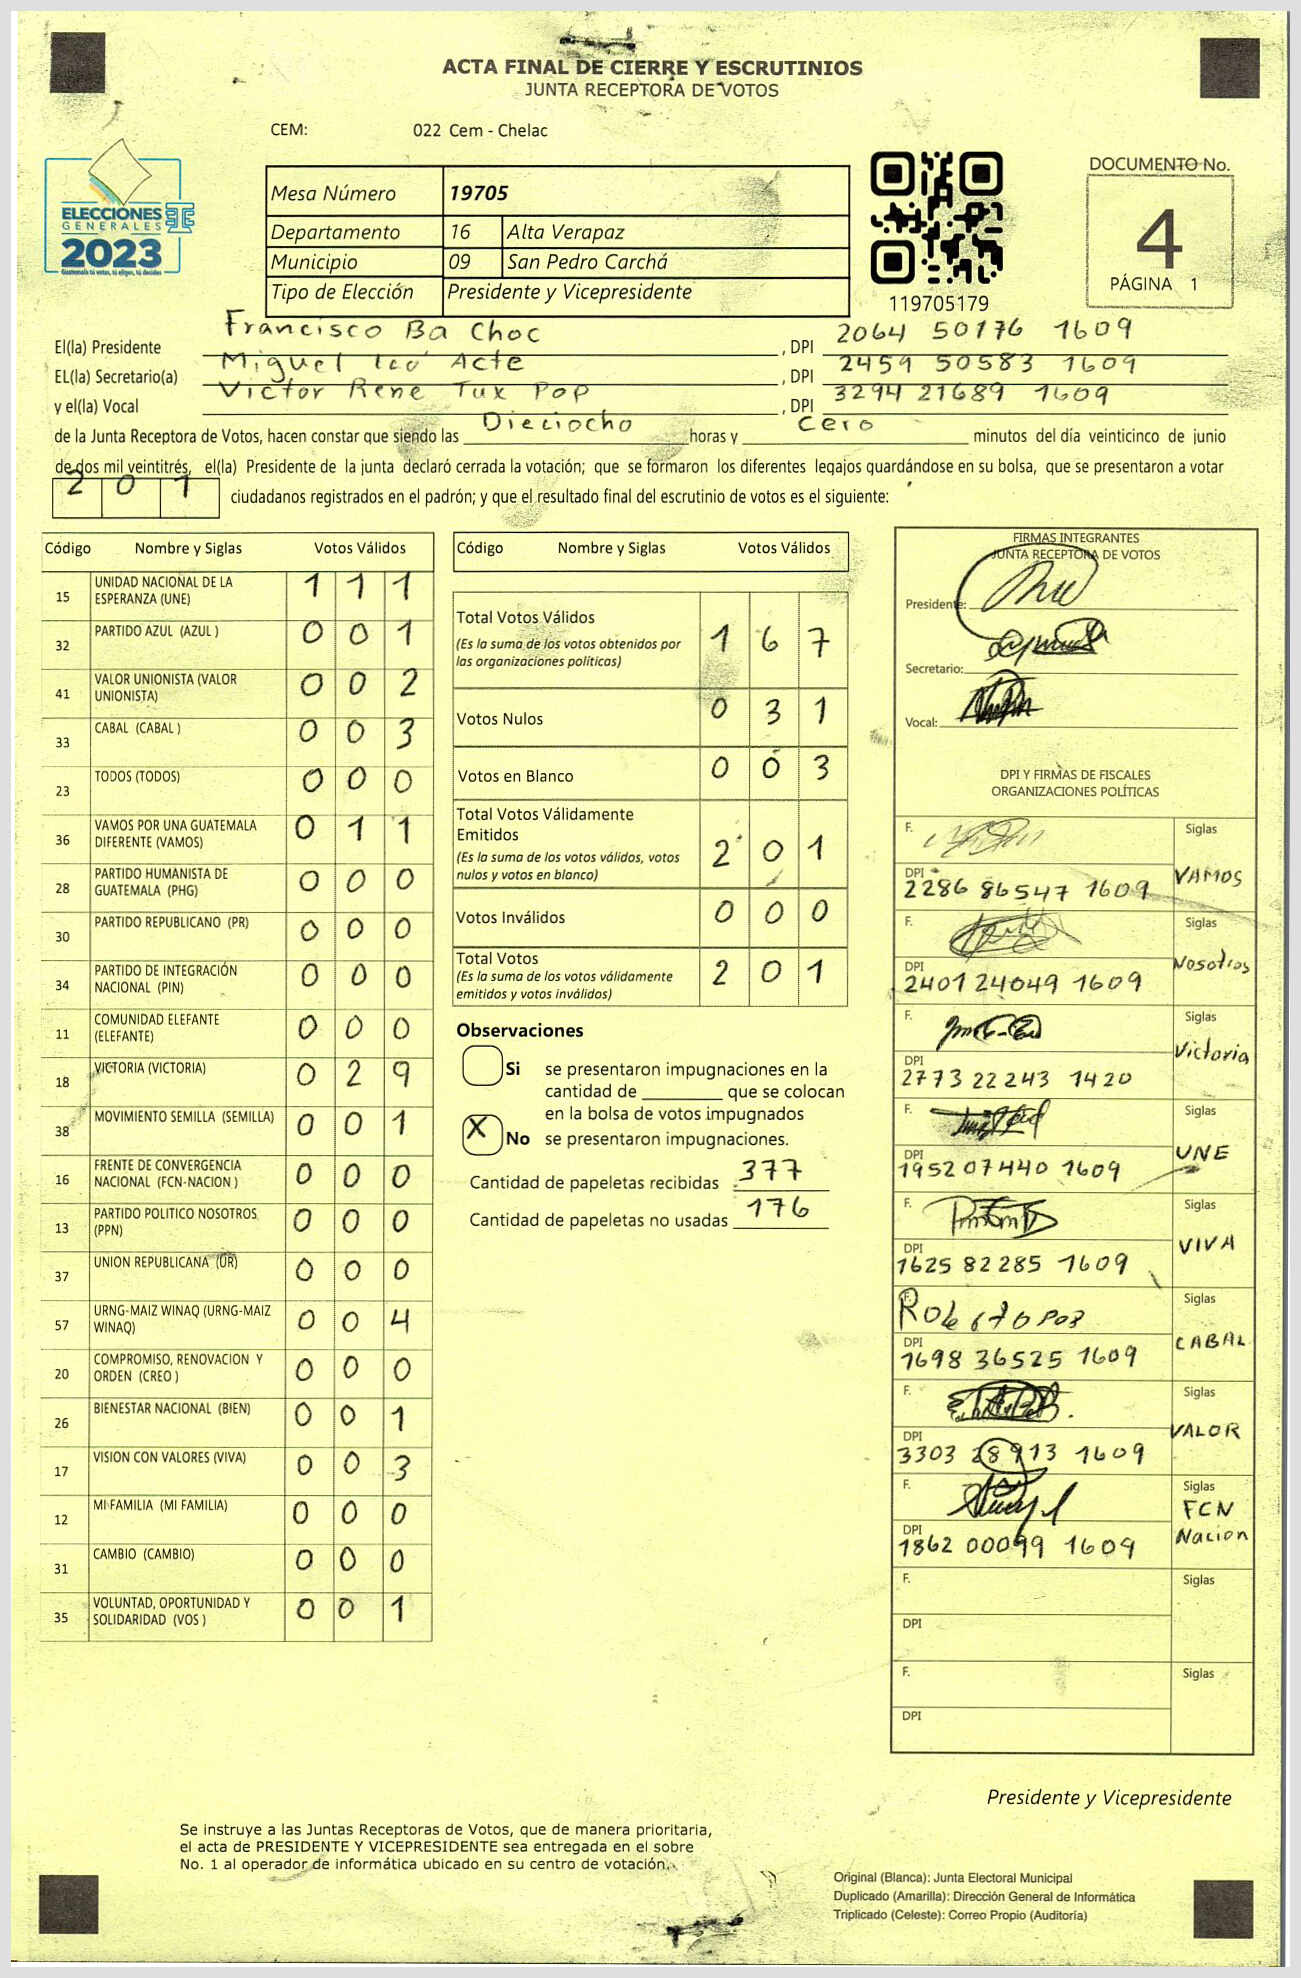 ACTA FINAL DE CIERRE Y ESCRUTINIOS
JUNTA RECEPTORA DE VOTOS
CEM: 022 Cem - Chelac
ELECCIONES
GENERALES
2023
Guatemala tú votas, tú eliges, tú decides
Mesa Número 19705
Departamento 16 Alta Verapaz
Municipio 09 San Pedro Carchá
Tipo de Elección Presidente y Vicepresidente
119705179
DOCUMENTO No.
4
PÁGINA 1
El(la) Presidente Francisco Ba Choc , DPI 2064 50176 1609
EL(la) Secretario(a) Miguel Icó Acte , DPI 2459 50583 1609
y el(la) Vocal Victor Rene Tux Pop , DPI 3294 21689 1609
de la Junta Receptora de Votos, hacen constar que siendo las Dieciocho horas y cero minutos del día veinticinco de junio
de dos mil veintitrés, el(la) Presidente de la junta declaró cerrada la votación; que se formaron los diferentes legajos guardándose en su bolsa, que se presentaron a votar
2 0 1 ciudadanos registrados en el padrón; y que el resultado final del escrutinio de votos es el siguiente:
Código Nombre y Siglas Votos Válidos
15 UNIDAD NACIONAL DE LA ESPERANZA (UNE) 1 1 1
32 PARTIDO AZUL (AZUL ) 0 0 1
41 VALOR UNIONISTA (VALOR UNIONISTA) 0 0 2
33 CABAL (CABAL ) 0 0 3
23 TODOS (TODOS) 0 0 0
36 VAMOS POR UNA GUATEMALA DIFERENTE (VAMOS) 0 1 1
28 PARTIDO HUMANISTA DE GUATEMALA (PHG) 0 0 0
30 PARTIDO REPUBLICANO (PR) 0 0 0
34 PARTIDO DE INTEGRACIÓN NACIONAL (PIN) 0 0 0
11 COMUNIDAD ELEFANTE (ELEFANTE) 0 0 0
18 VICTORIA (VICTORIA) 0 2 9
38 MOVIMIENTO SEMILLA (SEMILLA) 0 0 1
16 FRENTE DE CONVERGENCIA NACIONAL (FCN-NACION ) 0 0 0
13 PARTIDO POLITICO NOSOTROS (PPN) 0 0 0
37 UNION REPUBLICANA (UR) 0 0 0
57 URNG-MAIZ WINAQ (URNG-MAIZ WINAQ) 0 0 4
20 COMPROMISO, RENOVACION Y ORDEN (CREO ) 0 0 0
26 BIENESTAR NACIONAL (BIEN) 0 0 1
17 VISION CON VALORES (VIVA) 0 0 3
12 MI FAMILIA (MI FAMILIA) 0 0 0
31 CAMBIO (CAMBIO) 0 0 0
35 VOLUNTAD, OPORTUNIDAD Y SOLIDARIDAD (VOS ) 0 0 1
Código Nombre y Siglas Votos Válidos
Total Votos Válidos 1 6 7
(Es la suma de los votos obtenidos por
las organizaciones políticas)
Votos Nulos 0 3 1
Votos en Blanco 0 0 3
Total Votos Válidamente
Emitidos 2 0 1
(Es la suma de los votos válidos, votos
nulos y votos en blanco)
Votos Inválidos 0 0 0
Total Votos 2 0 1
(Es la suma de los votos válidamente
emitidos y votos inválidos)
Observaciones
Si se presentaron impugnaciones en la
cantidad de ________ que se colocan
en la bolsa de votos impugnados
X No se presentaron impugnaciones.
Cantidad de papeletas recibidas 377
Cantidad de papeletas no usadas 176
FIRMAS INTEGRANTES
JUNTA RECEPTORA DE VOTOS
Presidente:
Secretario:
Vocal:
DPI Y FIRMAS DE FISCALES
ORGANIZACIONES POLÍTICAS
F. Siglas
DPI 2286 86547 1609 VAMOS
F. Siglas
DPI 2401 24049 1609 Nosotros
F. Siglas
DPI 2773 22243 1420 Victoria
F. Siglas
DPI 1952 07440 1609 UNE
F. Siglas
DPI 1625 82285 1609 VIVA
F. Siglas
DPI 1698 36525 1609 CABAL
F. Siglas
DPI 3303 28913 1609 VALOR
F. Siglas
DPI 1862 00099 1609 FCN Nacion
F. Siglas
DPI
F. Siglas
DPI
Presidente y Vicepresidente
Se instruye a las Juntas Receptoras de Votos, que de manera prioritaria,
el acta de PRESIDENTE Y VICEPRESIDENTE sea entregada en el sobre
No. 1 al operador de informática ubicado en su centro de votación.
Original (Blanca): Junta Electoral Municipal
Duplicado (Amarilla): Dirección General de Informática
Triplicado (Celeste): Correo Propio (Auditoría)